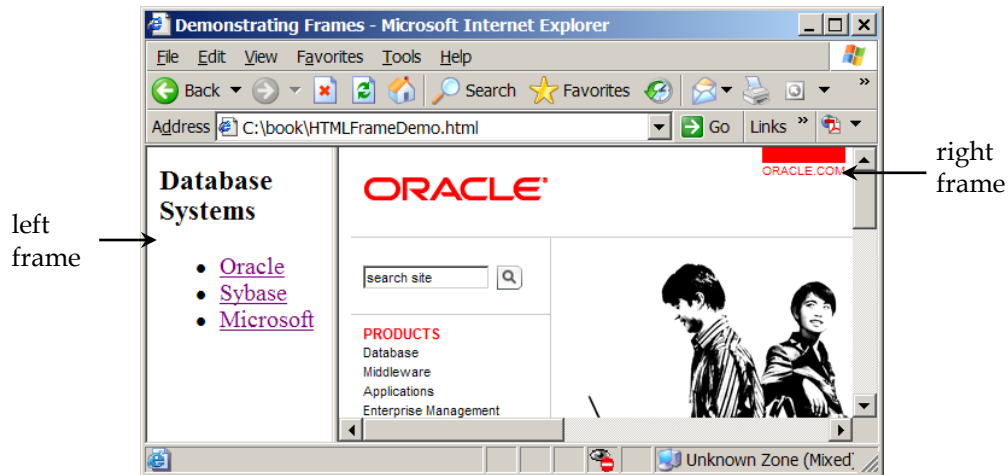 Demonstrating Frames - Microsoft Internet Explorer
File Edit View Favorites Tools Help
Back Search Favorites »
Address C:\book\HTMLFrameDemo.html Go Links »
left
frame
Database
Systems
• Oracle
• Sybase
• Microsoft
ORACLE
ORACLE.COM
search site
PRODUCTS
Database
Middleware
Applications
Enterprise Management
right
frame
Unknown Zone (Mixed)